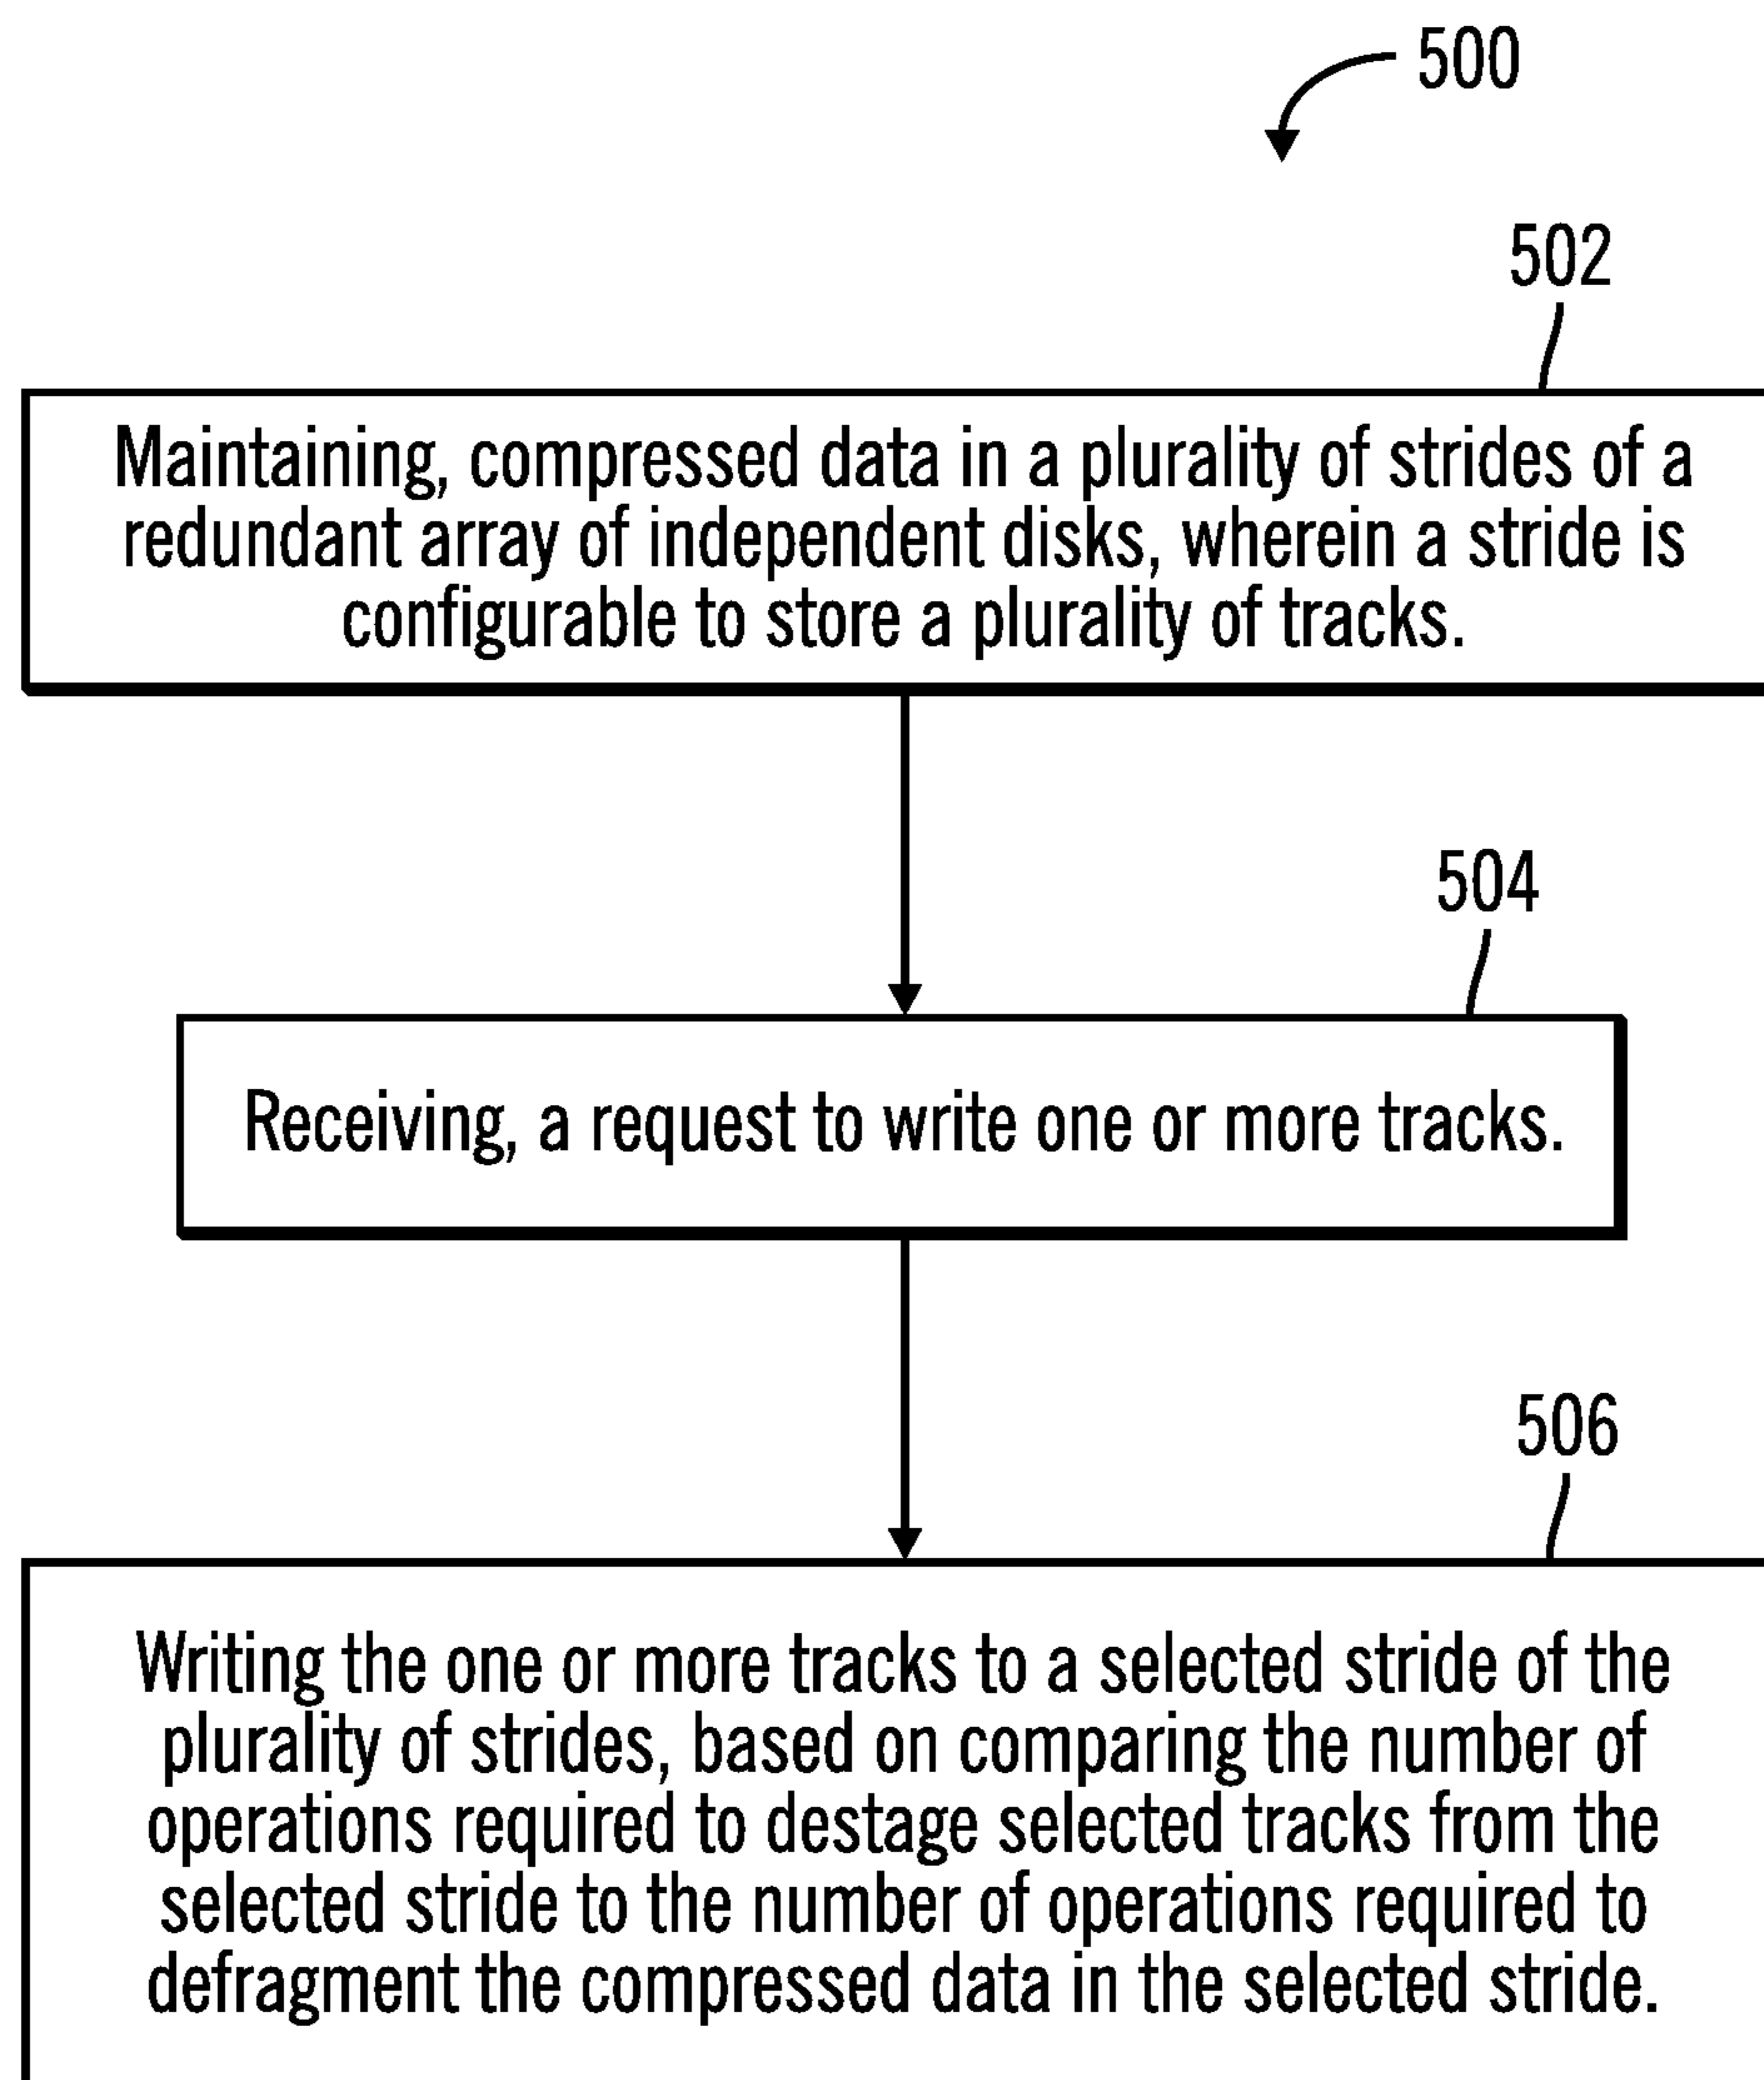 500
502
Maintaining, compressed data in a plurality of strides of a
redundant array of independent disks, wherein a stride is
configurable to store a plurality of tracks.
504
Receiving, a request to write one or more tracks.
506
Writing the one or more tracks to a selected stride of the
plurality of strides, based on comparing the number of
operations required to destage selected tracks from the
selected stride to the number of operations required to
defragment the compressed data in the selected stride.